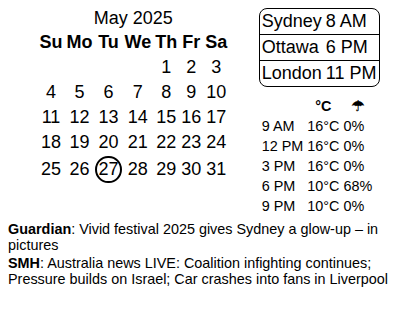 May 2025
Su Mo Tu We Th Fr Sa
1 2 3
4 5 6 7 8 9 10
11 12 13 14 15 16 17
18 19 20 21 22 23 24
25 26 27 28 29 30 31
Sydney 8 AM
Ottawa 6 PM
London 11 PM
°C ☂
9 AM 16°C 0%
12 PM 16°C 0%
3 PM 16°C 0%
6 PM 10°C 68%
9 PM 10°C 0%
Guardian: Vivid festival 2025 gives Sydney a glow-up – in
pictures
SMH: Australia news LIVE: Coalition infighting continues;
Pressure builds on Israel; Car crashes into fans in Liverpool